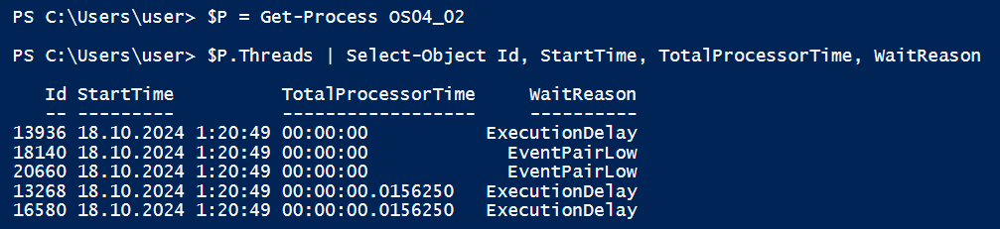 PS C:\Users\user> $P = Get-Process OS04_02
PS C:\Users\user> $P.Threads | Select-Object Id, StartTime, TotalProcessorTime, WaitReason
Id StartTime TotalProcessorTime WaitReason
-- --------- ------------------ ----------
13936 18.10.2024 1:20:49 00:00:00 ExecutionDelay
18140 18.10.2024 1:20:49 00:00:00 EventPairLow
20660 18.10.2024 1:20:49 00:00:00 EventPairLow
13268 18.10.2024 1:20:49 00:00:00.0156250 ExecutionDelay
16580 18.10.2024 1:20:49 00:00:00.0156250 ExecutionDelay